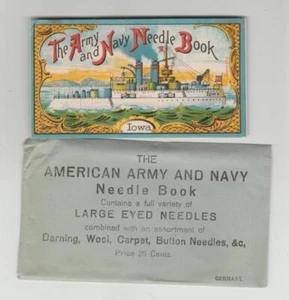 The Army and Navy Needle Book
Iowa
THE
AMERICAN ARMY AND NAVY
Needle Book
Contains a full variety of
LARGE EYED NEEDLES
combined with an assortment of
Darning, Wool, Carpet, Button Needles, &c,
Price 25 Cents
GERMANY.